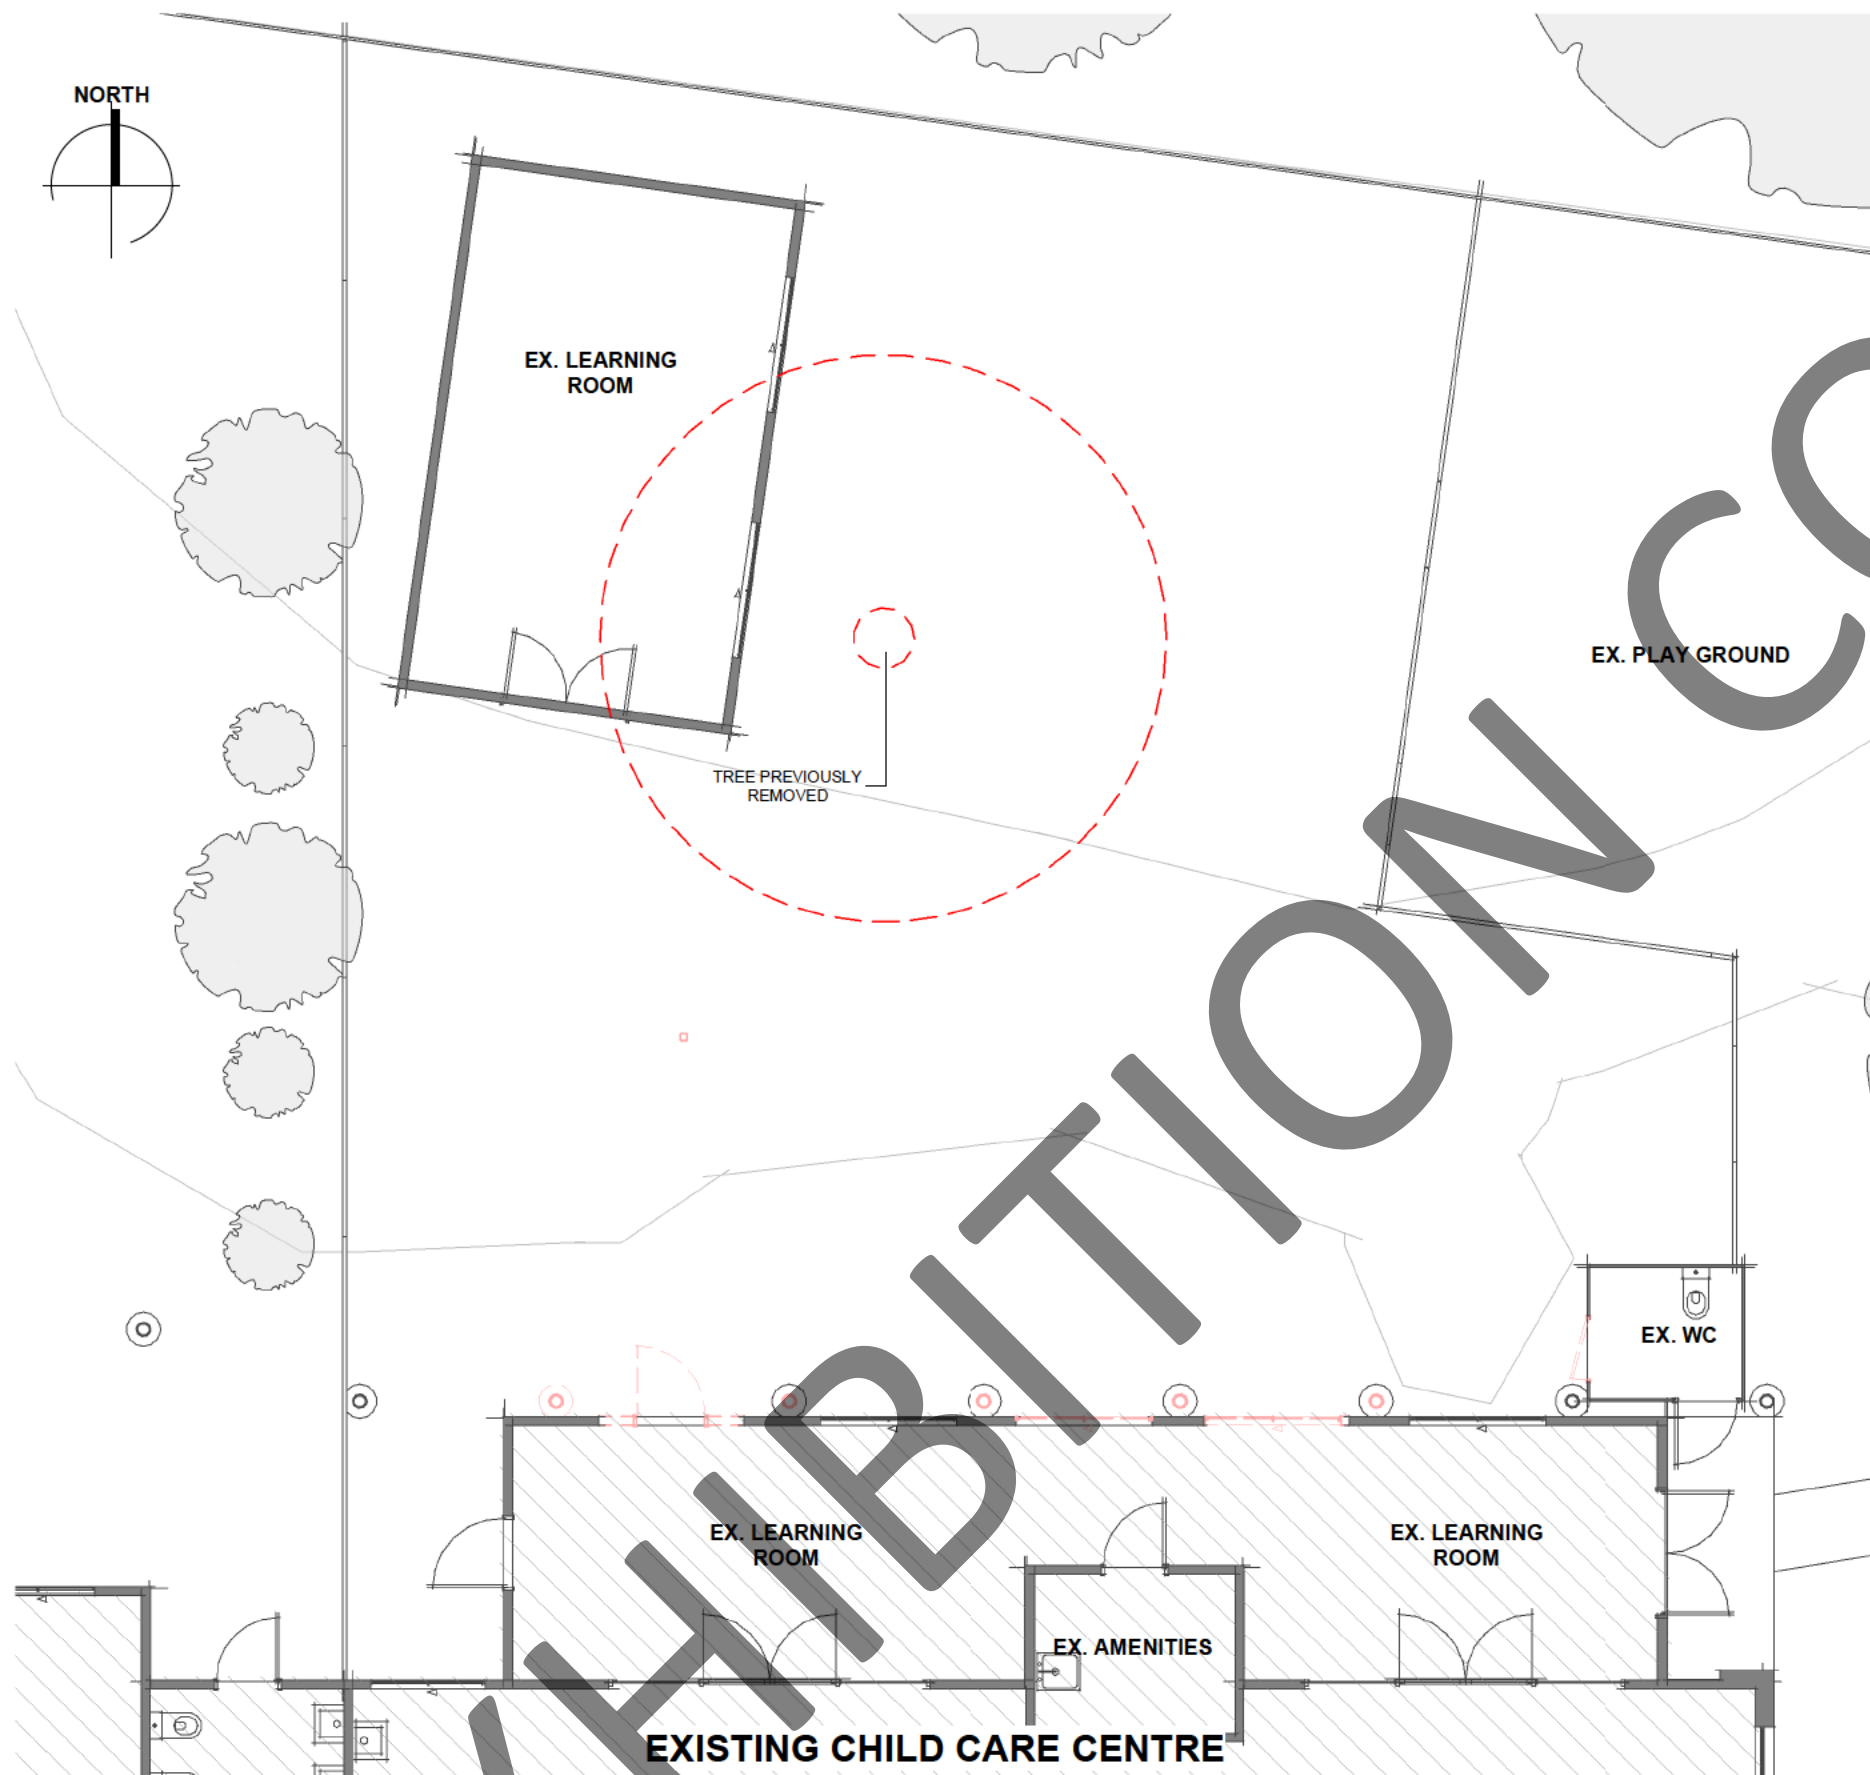 NORTH
EX. LEARNING
ROOM
EX. PLAY GROUND
TREE PREVIOUSLY
REMOVED
EX. WC
EX. LEARNING
ROOM
EX. LEARNING
ROOM
EX. AMENITIES
EXISTING CHILD CARE CENTRE
HIBITION CO